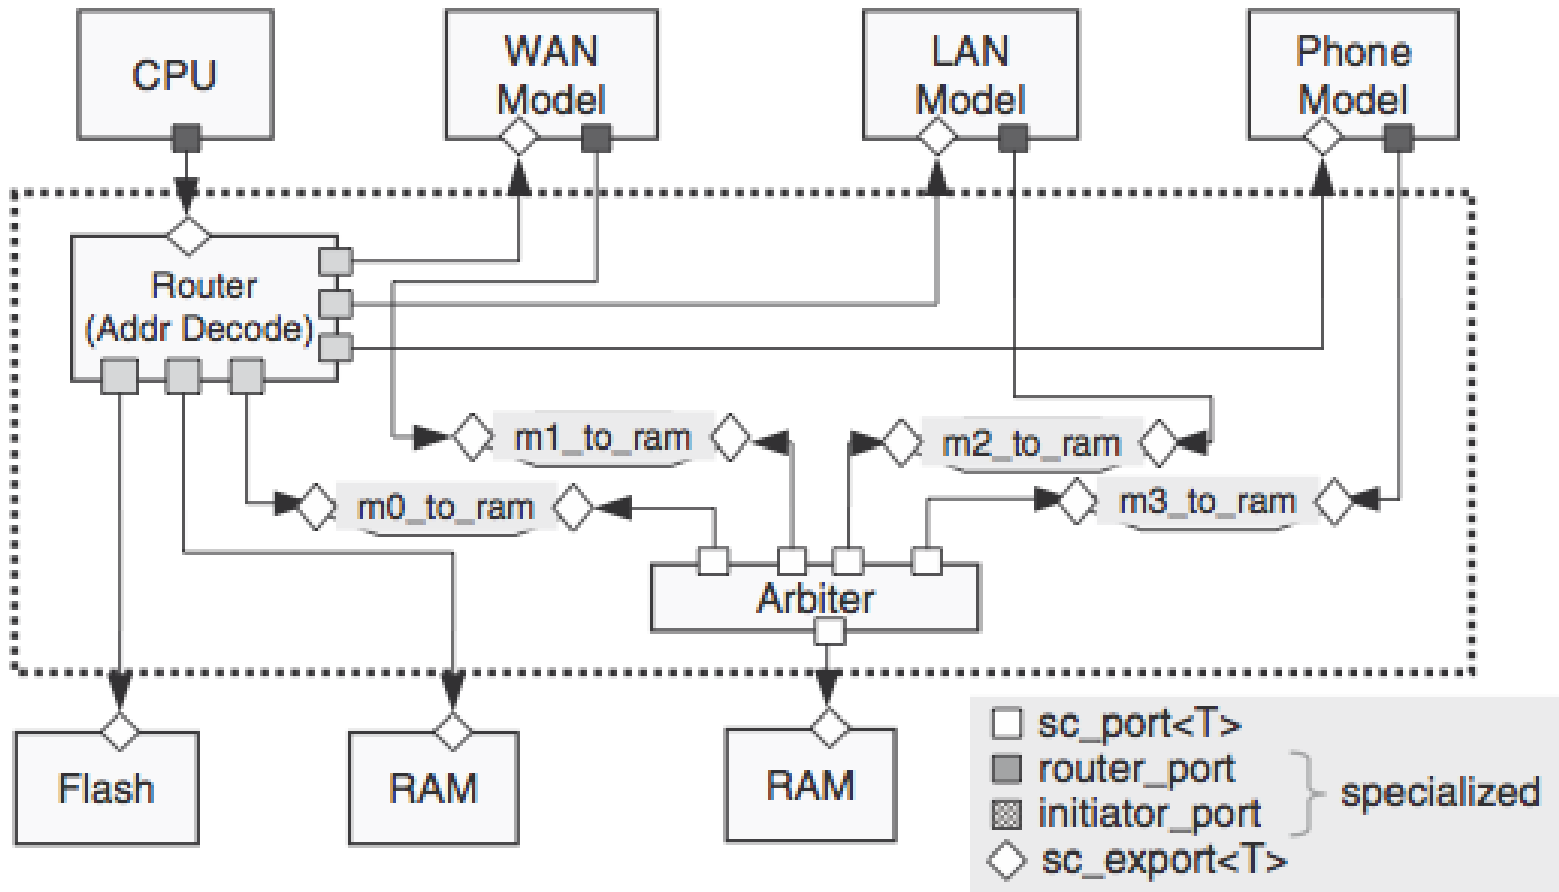 CPU
WAN
Model
LAN
Model
Phone
Model
Router
(Addr Decode)
m1_to_ram
m2_to_ram
m0_to_ram
m3_to_ram
Arbiter
Flash
RAM
RAM
sc_port<T>
router_port
initiator_port
specialized
sc_export<T>